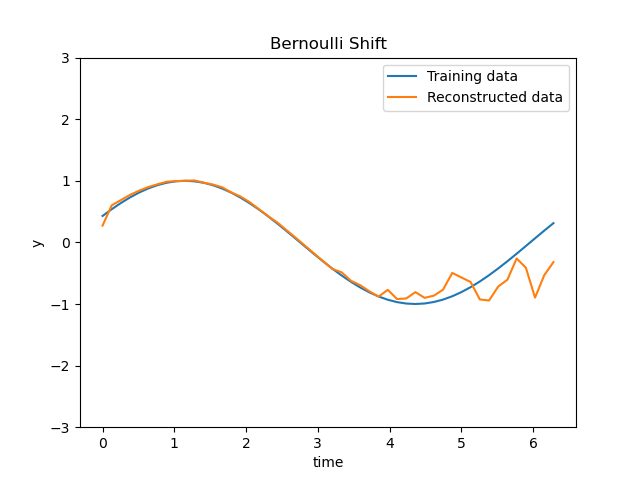 Bernoulli Shift
Training data
Reconstructed data
3
2
1
0
−1
−2
−3
y
0 1 2 3 4 5 6
time